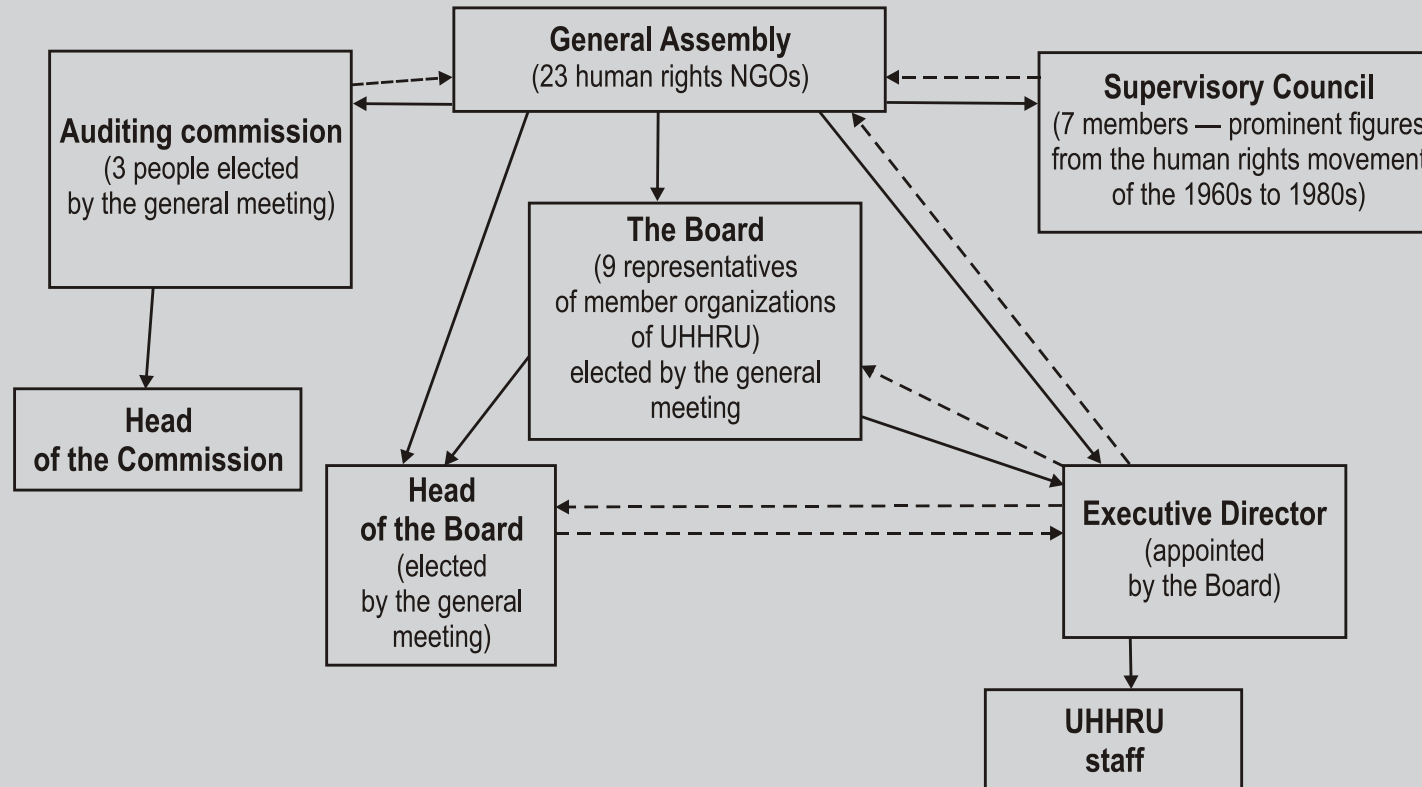 General Assembly
(23 human rights NGOs)
Auditing commission
(3 people elected
by the general meeting)
Supervisory Council
(7 members — prominent figures
from the human rights movement
of the 1960s to 1980s)
The Board
(9 representatives
of member organizations
of UHHRU)
elected by the general
meeting
Head
of the Commission
Head
of the Board
(elected
by the general
meeting)
Executive Director
(appointed
by the Board)
UHHRU
staff